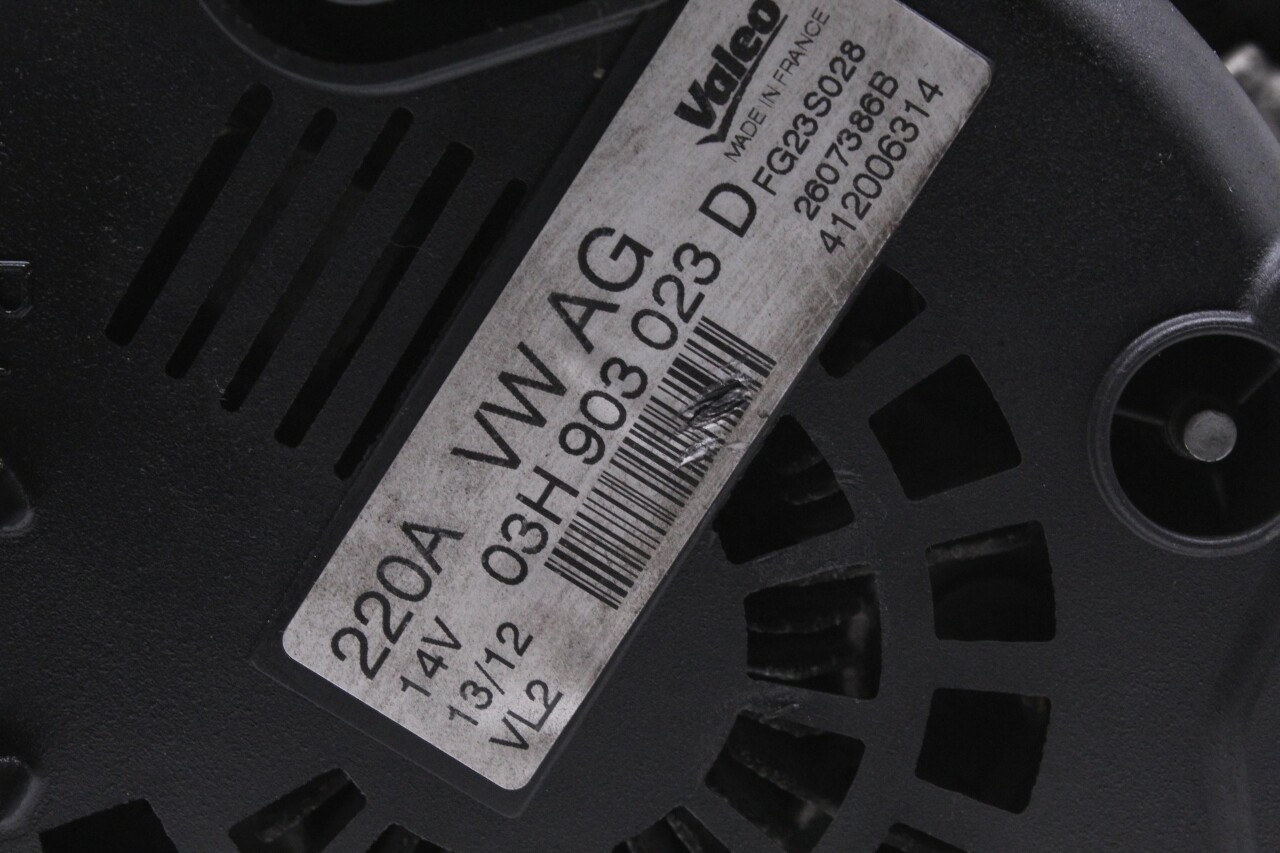 Valeo
MADE IN FRANCE
FG23S028
2607386B
412006314
VW AG
03H 903 023 D
220A
14V
13/12
VL2